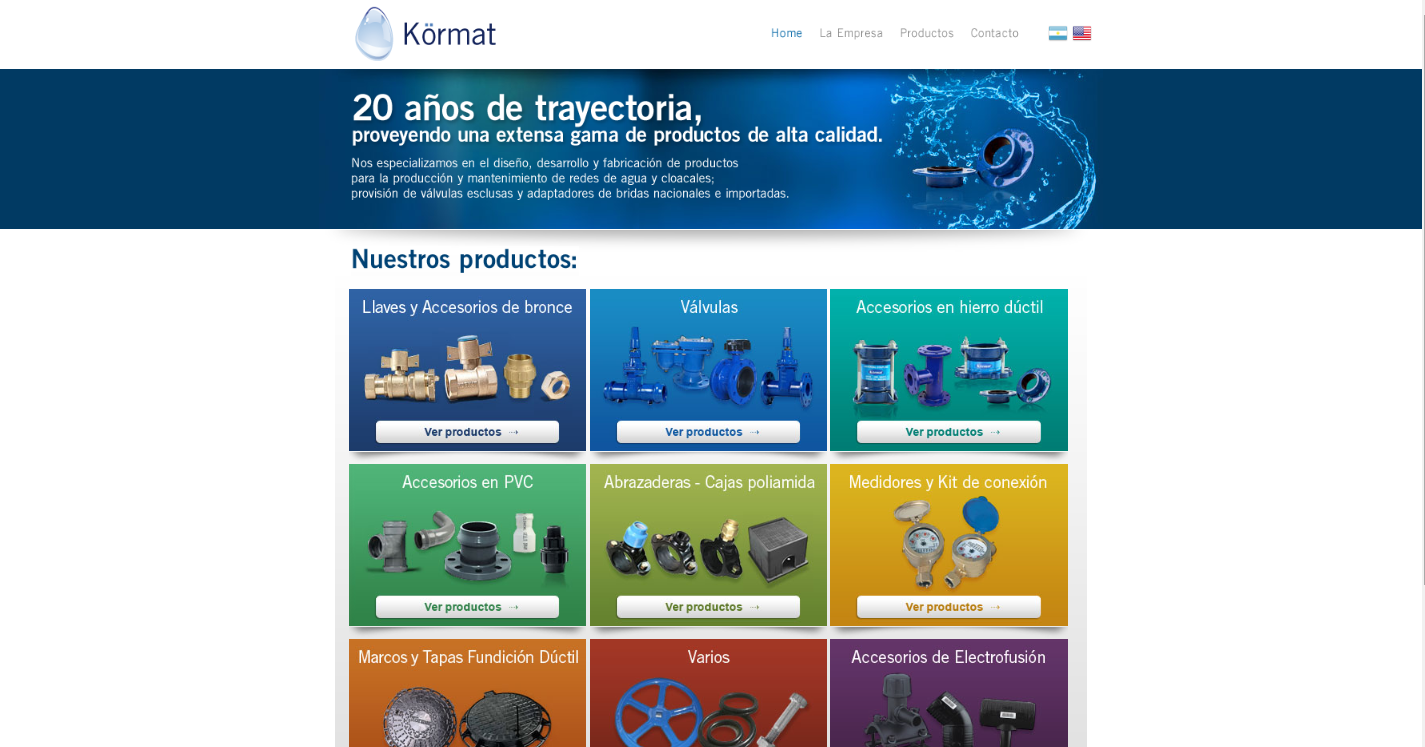 Körmat
Home La Empresa Productos Contacto
20 años de trayectoria,
proveyendo una extensa gama de productos de alta calidad.
Nos especializamos en el diseño, desarrollo y fabricación de productos
para la producción y mantenimiento de redes de agua y cloacales;
provisión de válvulas esclusas y adaptadores de bridas nacionales e importadas.
Nuestros productos:
Llaves y Accesorios de bronce
Válvulas
Accesorios en hierro dúctil
Ver productos
Ver productos
Ver productos
Accesorios en PVC
Abrazaderas - Cajas poliamida
Medidores y Kit de conexión
Ver productos
Ver productos
Ver productos
Marcos y Tapas Fundición Dúctil
Varios
Accesorios de Electrofusión